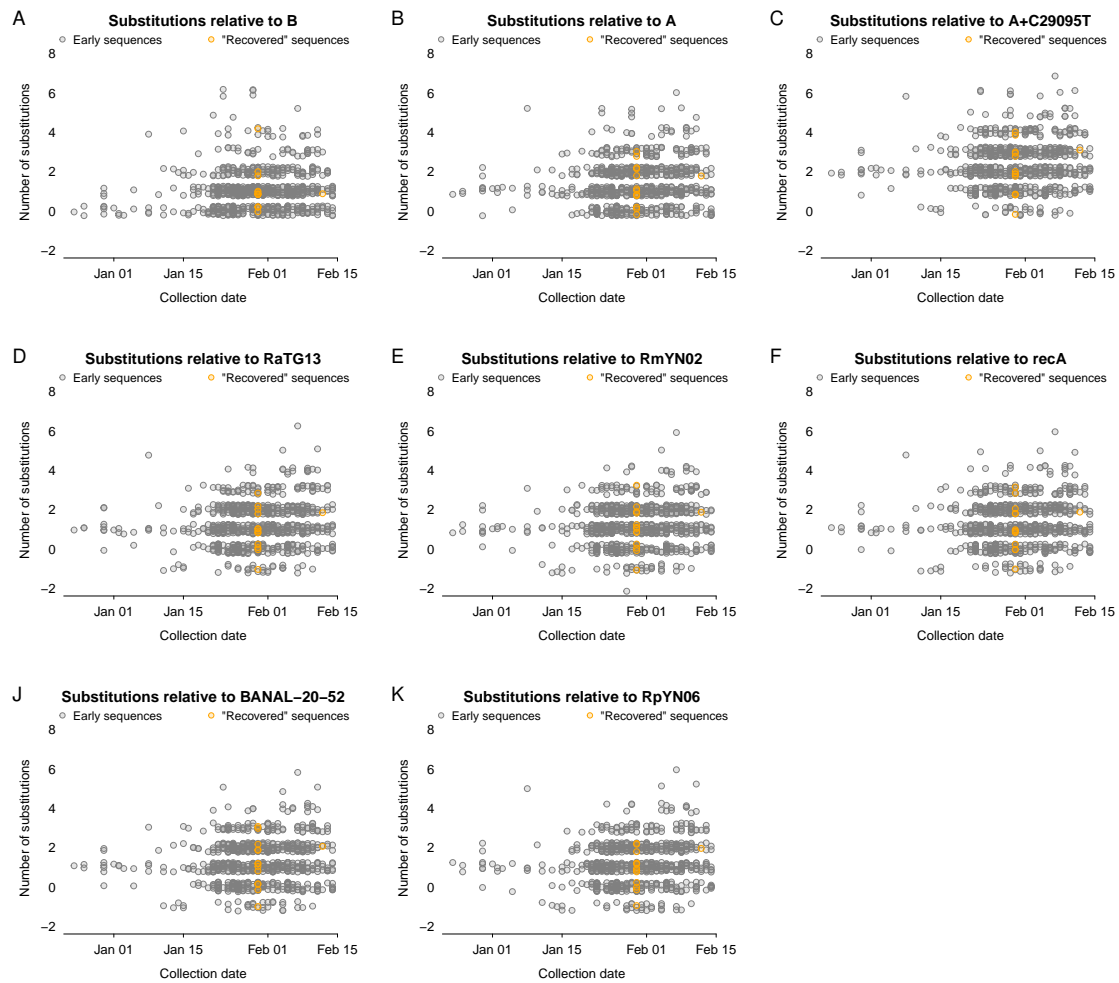 A
Substitutions relative to B
Early sequences
"Recovered" sequences
Number of substitutions
8
6
4
2
0
−2
Jan 01
Jan 15
Feb 01
Feb 15
Collection date
B
Substitutions relative to A
Early sequences
"Recovered" sequences
Number of substitutions
8
6
4
2
0
−2
Jan 01
Jan 15
Feb 01
Feb 15
Collection date
C
Substitutions relative to A+C29095T
Early sequences
"Recovered" sequences
Number of substitutions
8
6
4
2
0
−2
Jan 01
Jan 15
Feb 01
Feb 15
Collection date
D
Substitutions relative to RaTG13
Early sequences
"Recovered" sequences
Number of substitutions
8
6
4
2
0
−2
Jan 01
Jan 15
Feb 01
Feb 15
Collection date
E
Substitutions relative to RmYN02
Early sequences
"Recovered" sequences
Number of substitutions
8
6
4
2
0
−2
Jan 01
Jan 15
Feb 01
Feb 15
Collection date
F
Substitutions relative to recA
Early sequences
"Recovered" sequences
Number of substitutions
8
6
4
2
0
−2
Jan 01
Jan 15
Feb 01
Feb 15
Collection date
J
Substitutions relative to BANAL−20−52
Early sequences
"Recovered" sequences
Number of substitutions
8
6
4
2
0
−2
Jan 01
Jan 15
Feb 01
Feb 15
Collection date
K
Substitutions relative to RpYN06
Early sequences
"Recovered" sequences
Number of substitutions
8
6
4
2
0
−2
Jan 01
Jan 15
Feb 01
Feb 15
Collection date